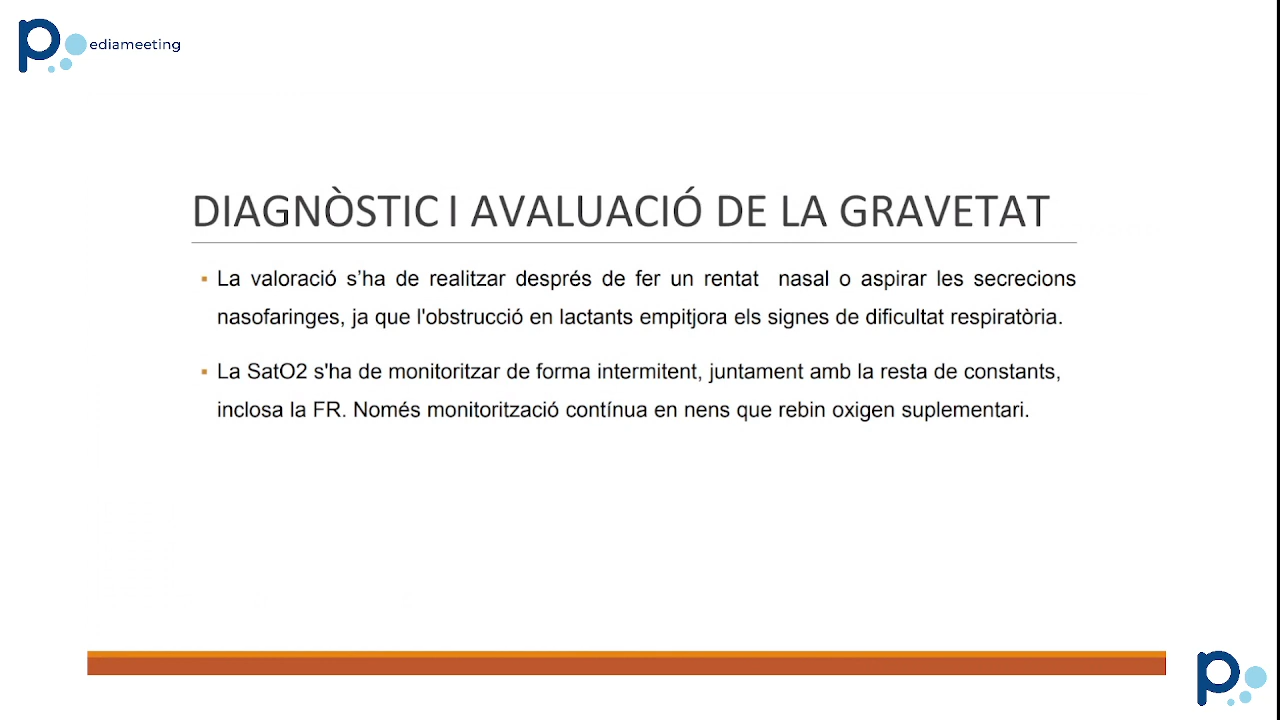 Pediameeting
DIAGNÒSTIC I AVALUACIÓ DE LA GRAVETAT
▪ La valoració s’ha de realitzar després de fer un rentat nasal o aspirar les secrecions
nasofaringes, ja que l'obstrucció en lactants empitjora els signes de dificultat respiratòria.
▪ La SatO2 s'ha de monitoritzar de forma intermitent, juntament amb la resta de constants,
inclosa la FR. Només monitorització contínua en nens que rebin oxigen suplementari.
P